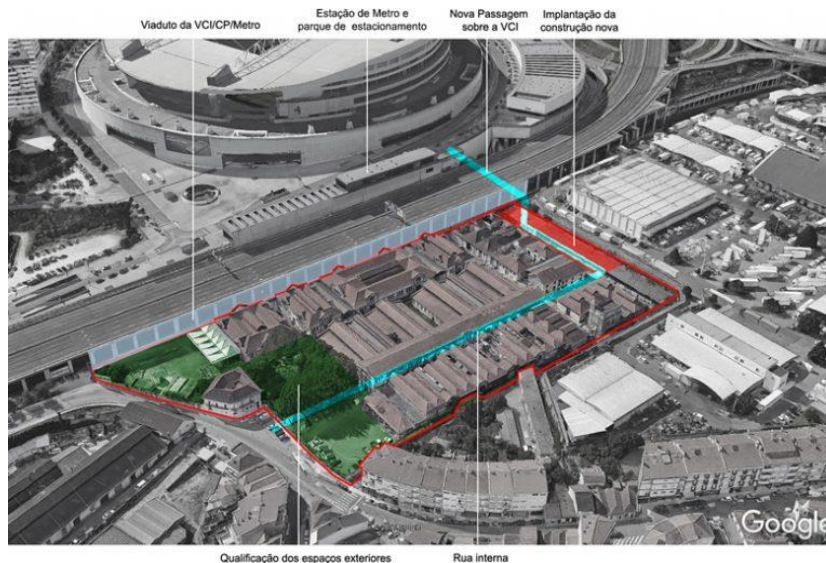 Viaduto da VCI/CP/Metro
Estação de Metro e
parque de estacionamento
Nova Passagem
sobre a VCI
Implantação da
construção nova
Google
Qualificação dos espaços exteriores
Rua interna